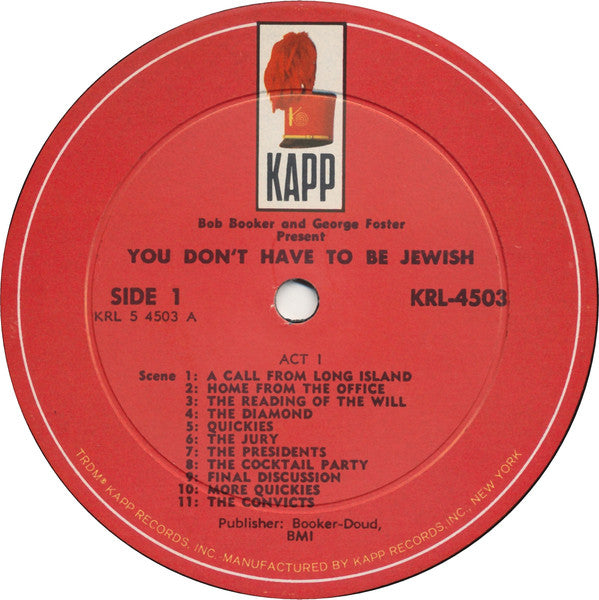 KAPP
Bob Booker and George Foster
Present
YOU DON'T HAVE TO BE JEWISH
SIDE 1
KRL-4503
KRL 5 4503 A
ACT I
Scene 1: A CALL FROM LONG ISLAND
2: HOME FROM THE OFFICE
3: THE READING OF THE WILL
4: THE DIAMOND
5: QUICKIES
6: THE JURY
7: THE PRESIDENTS
8: THE COCKTAIL PARTY
9: FINAL DISCUSSION
10: MORE QUICKIES
11: THE CONVICTS
Publisher: Booker-Doud,
BMI
TRDM® KAPP RECORDS, INC.-MANUFACTURED BY KAPP RECORDS, INC., NEW YORK